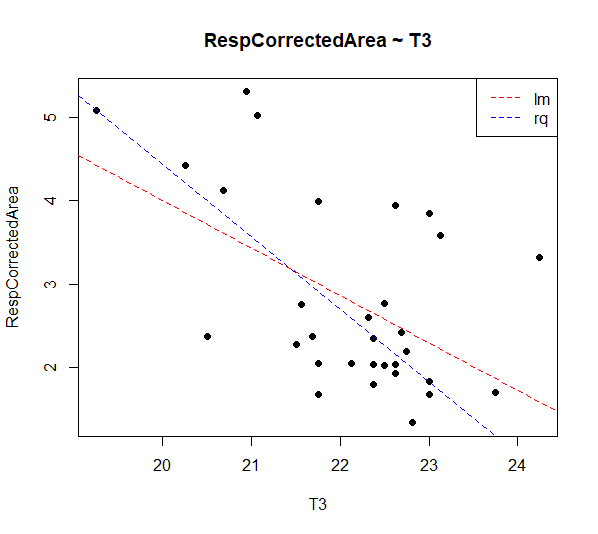 RespCorrectedArea ~ T3
lm
rq
5
4
3
2
RespCorrectedArea
20
21
22
23
24
T3